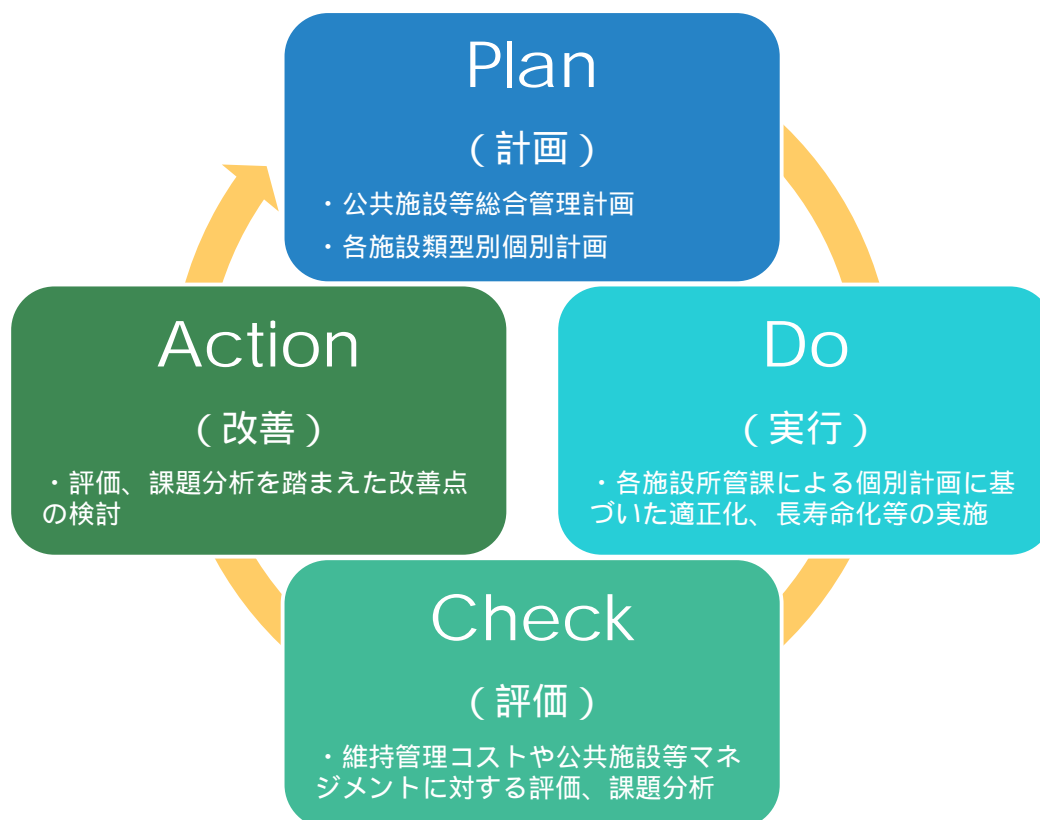 Plan
（計画）
・公共施設等総合管理計画
・各施設類型別個別計画
Do
（実行）
・各施設所管課による個別計画に基
づいた適正化、長寿命化等の実施
Check
（評価）
・維持管理コストや公共施設等マネ
ジメントに対する評価、課題分析
Action
（改善）
・評価、課題分析を踏まえた改善点
の検討